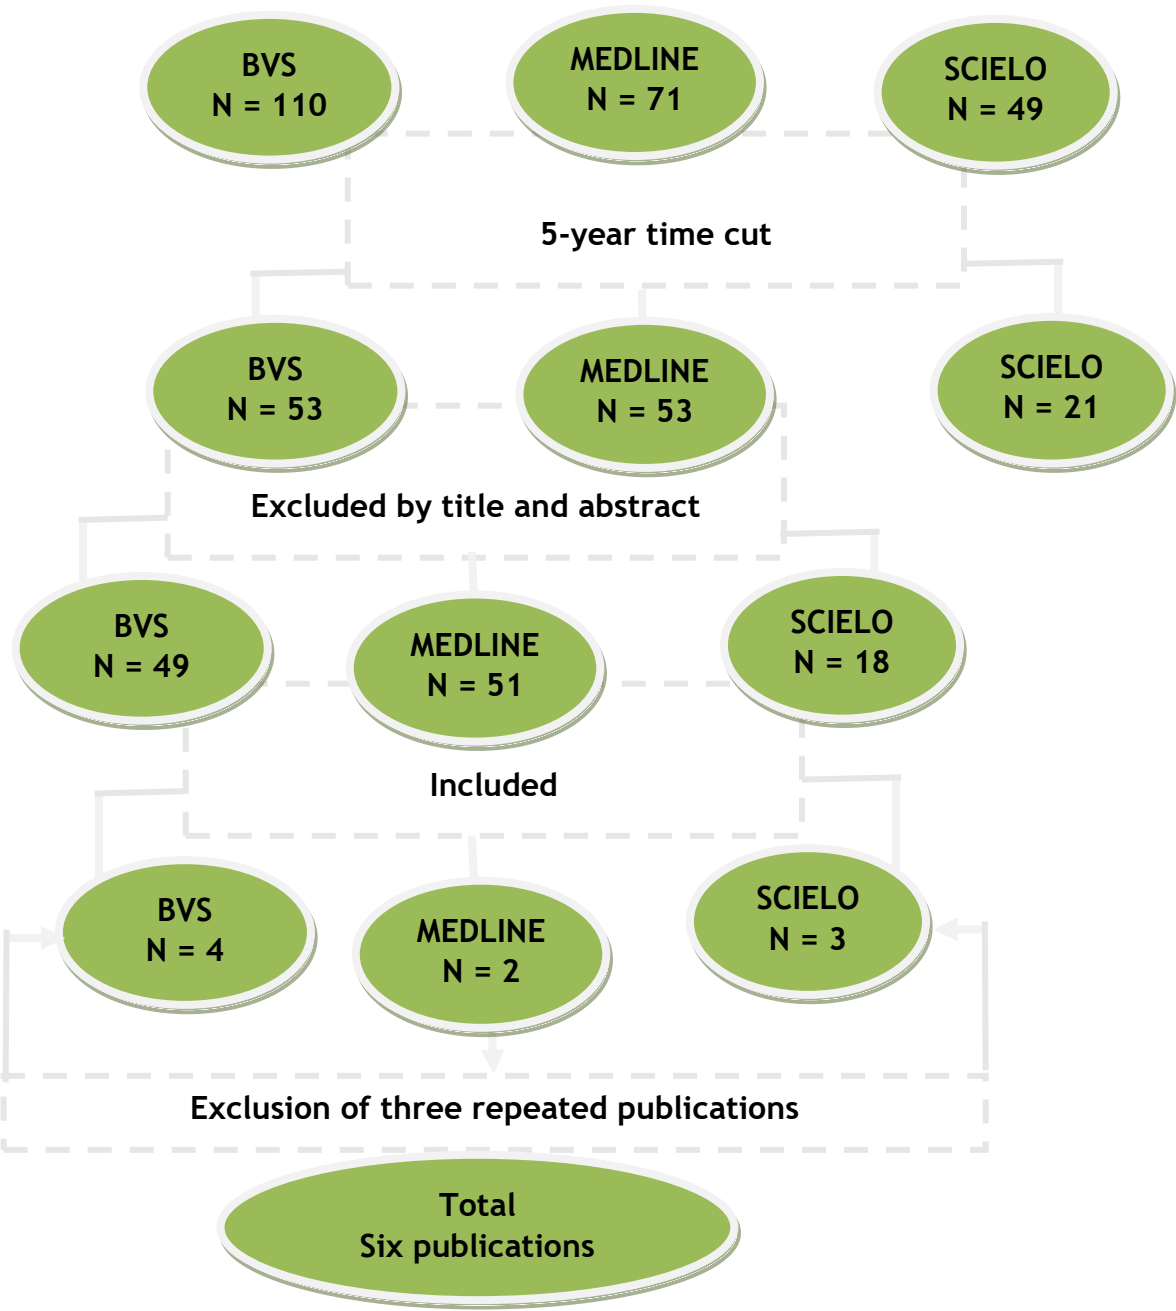 BVS
N = 110
MEDLINE
N = 71
SCIELO
N = 49
5-year time cut
BVS
N = 53
MEDLINE
N = 53
SCIELO
N = 21
Excluded by title and abstract
BVS
N = 49
MEDLINE
N = 51
SCIELO
N = 18
Included
BVS
N = 4
MEDLINE
N = 2
SCIELO
N = 3
Exclusion of three repeated publications
Total
Six publications